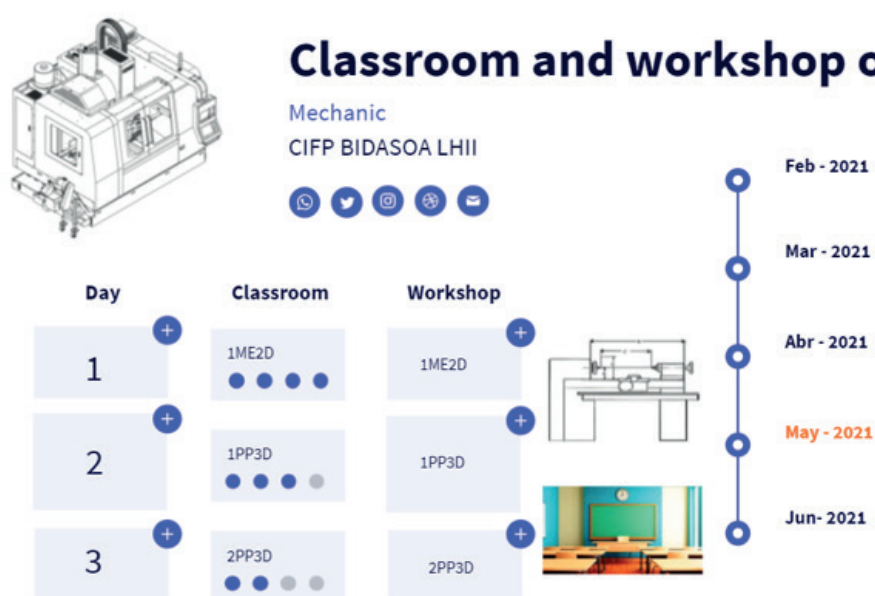 Classroom and workshop
Mechanic
CIFP BIDASOA LHII
Feb - 2021
Mar - 2021
Abr - 2021
May - 2021
Jun- 2021
Day Classroom Workshop
1 1ME2D 1ME2D
2 1PP3D 1PP3D
3 2PP3D 2PP3D